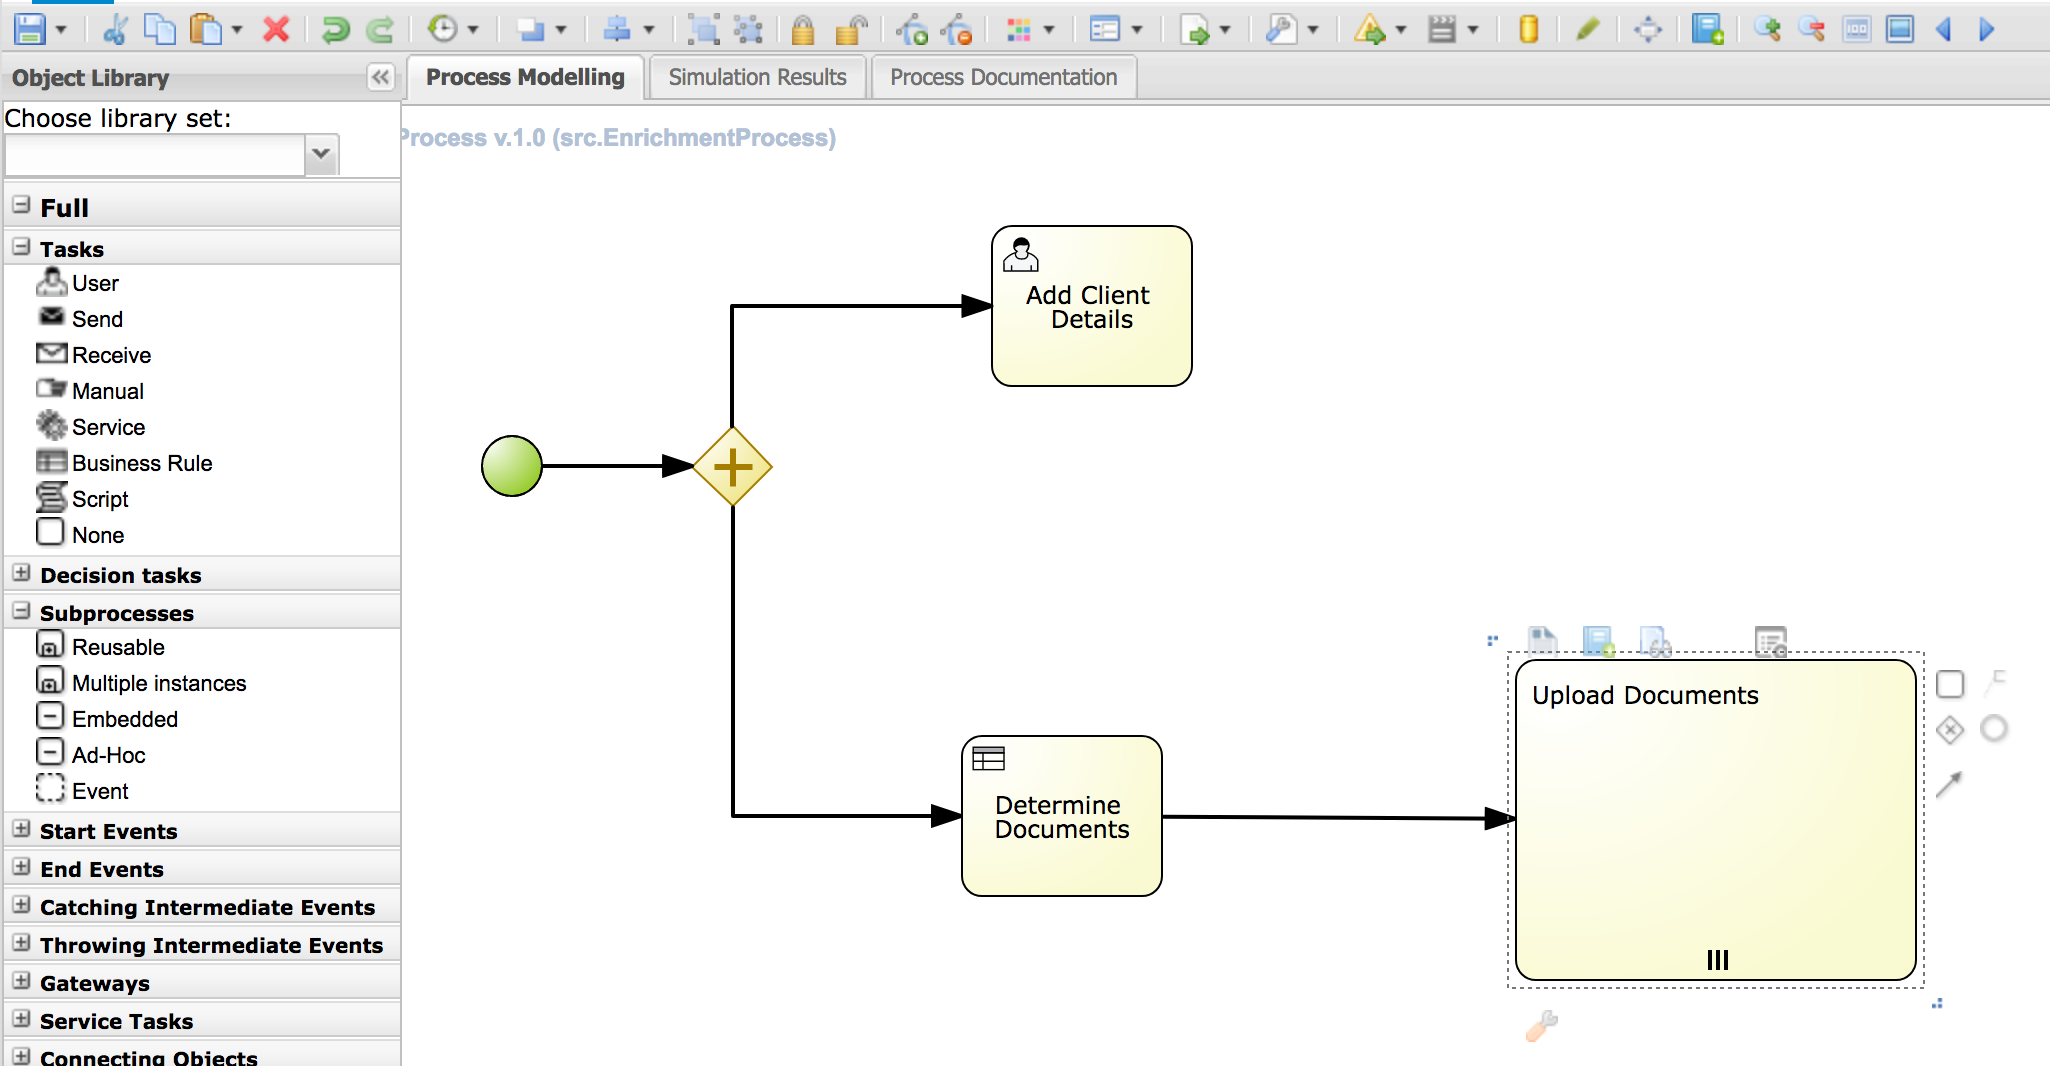 Object Library
Process Modelling
Simulation Results
Process Documentation
Choose library set:
Process v.1.0 (src.EnrichmentProcess)
Full
Tasks
User
Send
Receive
Manual
Service
Business Rule
Script
None
Decision tasks
Subprocesses
Reusable
Multiple instances
Embedded
Ad-Hoc
Event
Start Events
End Events
Catching Intermediate Events
Throwing Intermediate Events
Gateways
Service Tasks
Connecting Objects
Add Client
Details
Determine
Documents
Upload Documents